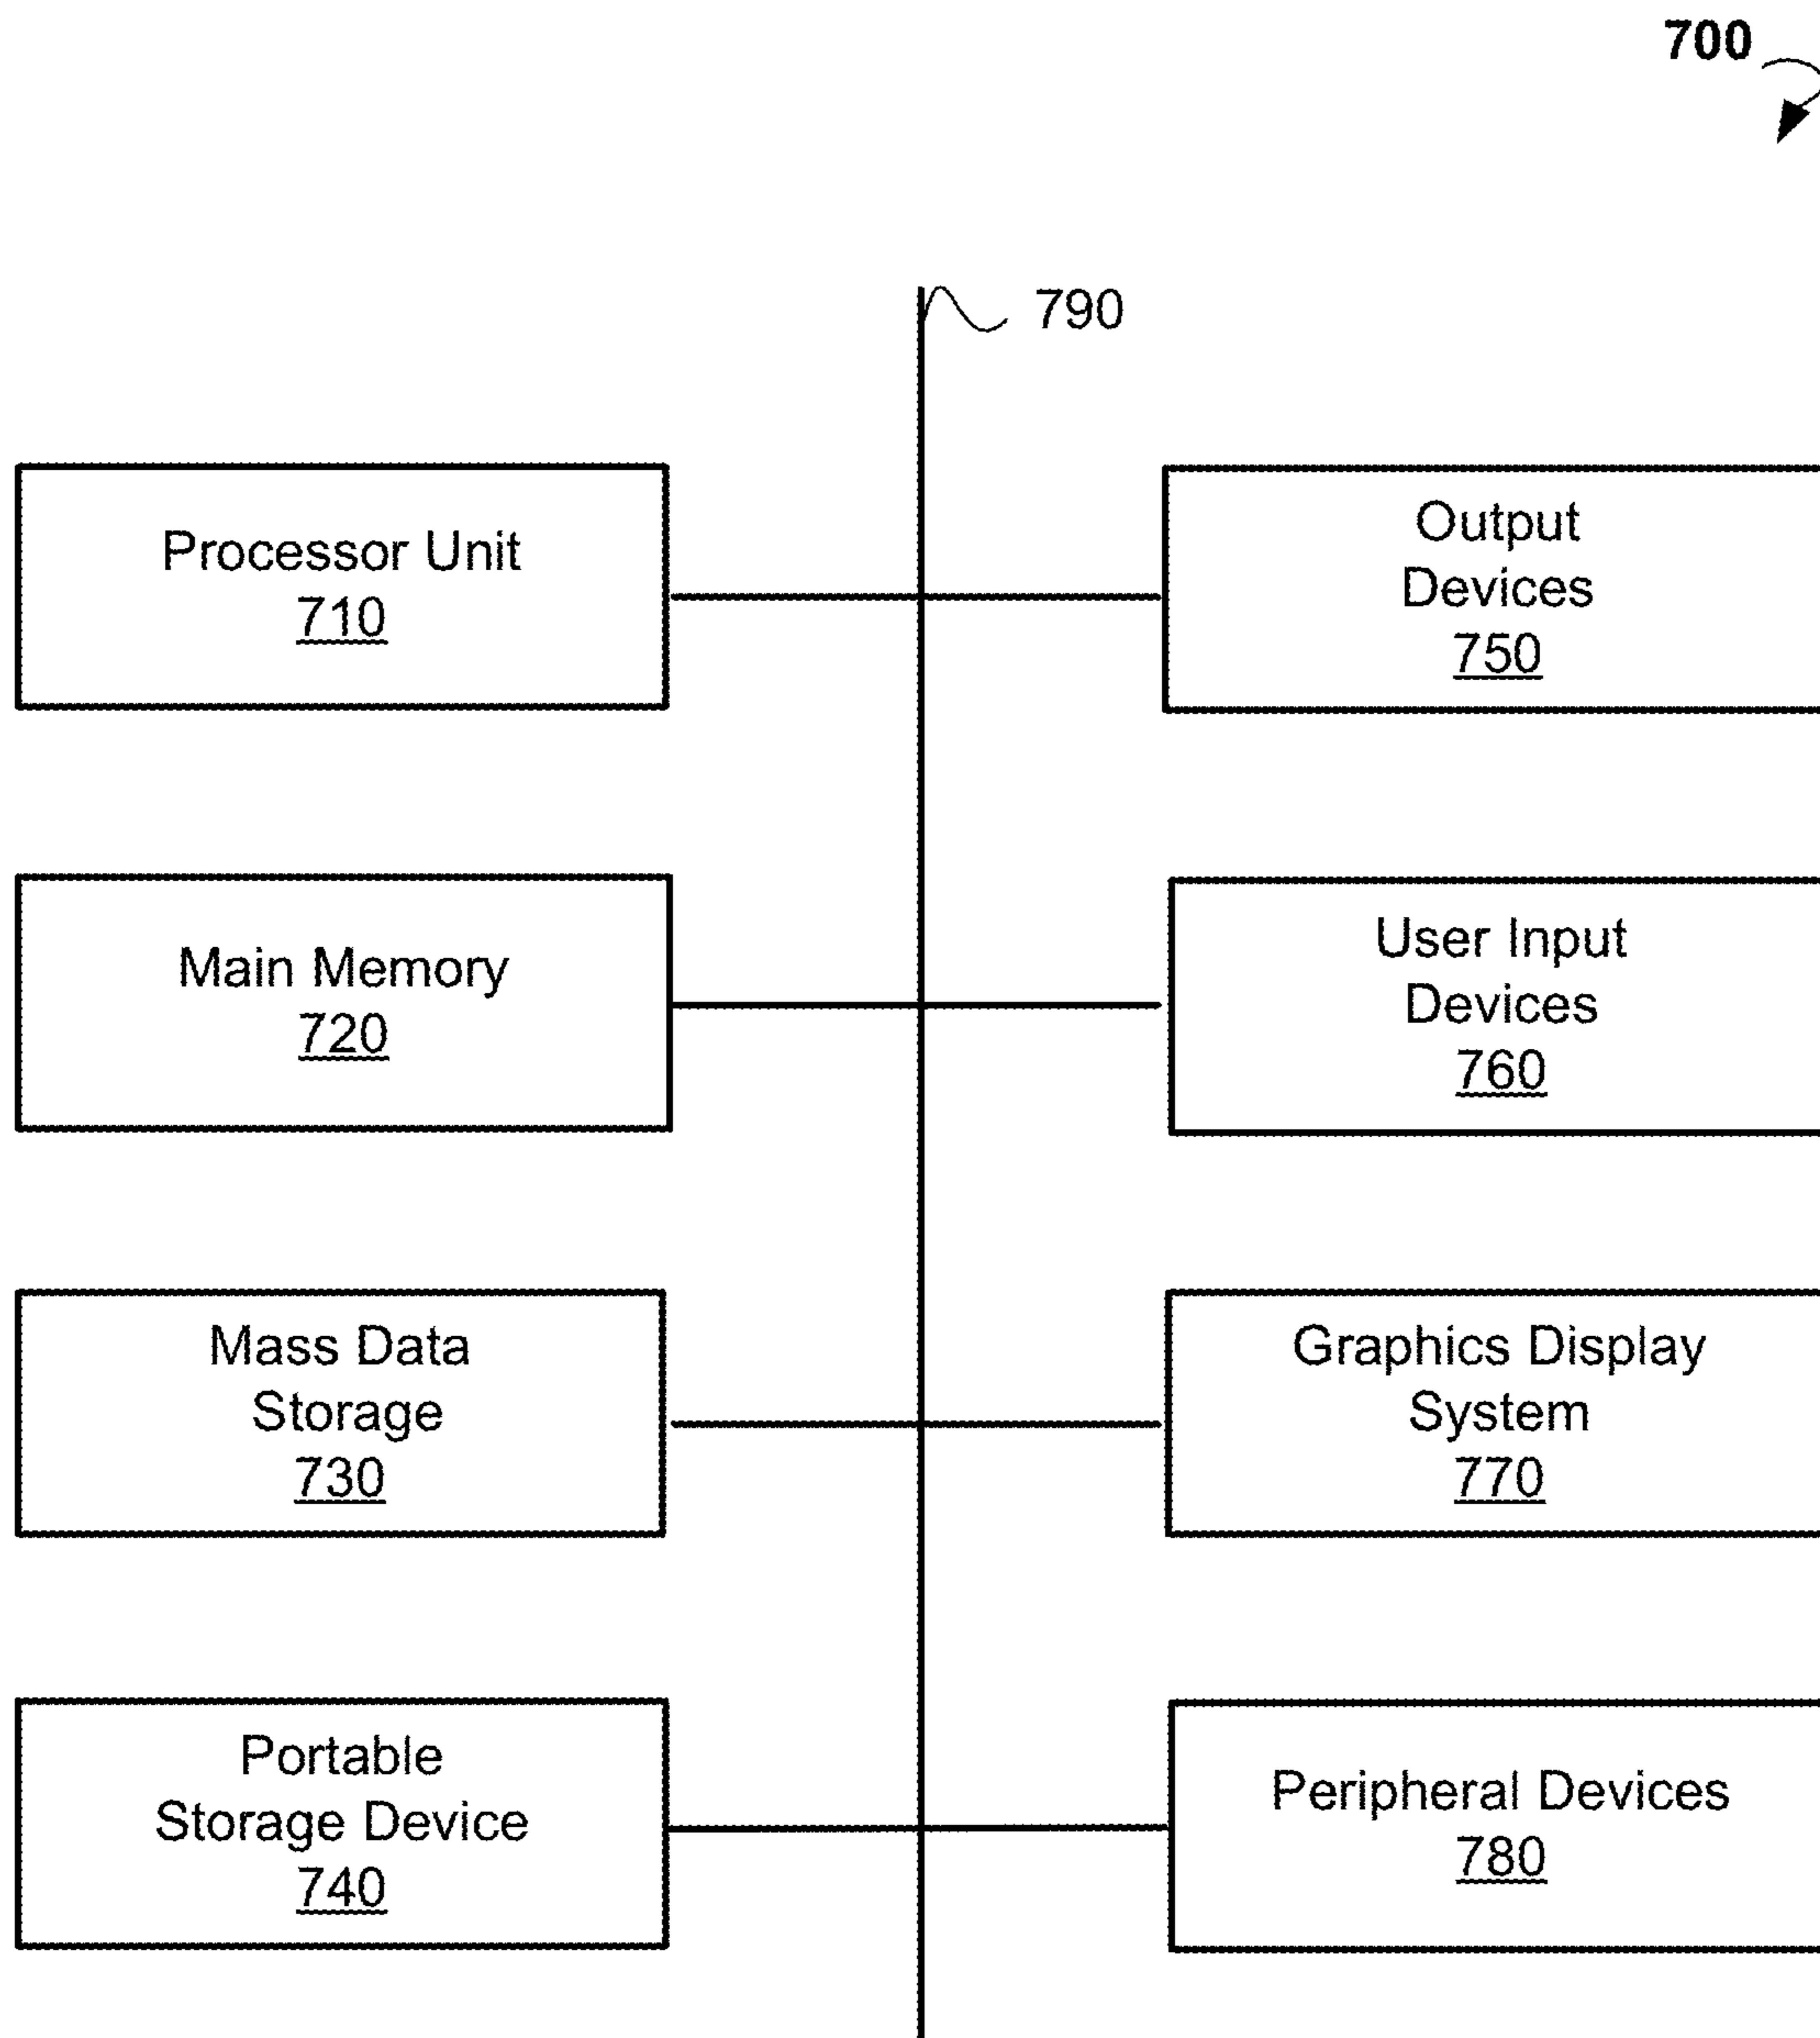 700
790
Processor Unit
710
Output
Devices
750
Main Memory
720
User Input
Devices
760
Mass Data
Storage
730
Graphics Display
System
770
Portable
Storage Device
740
Peripheral Devices
780